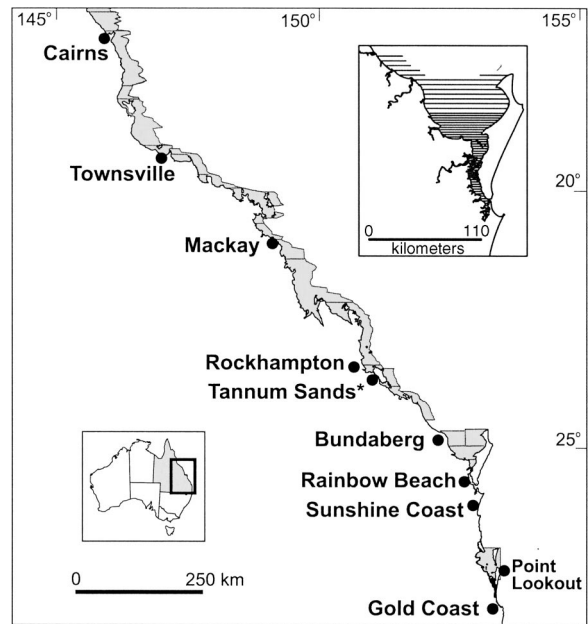 145° 150° 155°
Cairns
Townsville
20°
0 110
kilometers
Mackay
Rockhampton
Tannum Sands*
Bundaberg
25°
Rainbow Beach
Sunshine Coast
Point
Lookout
0 250 km
Gold Coast